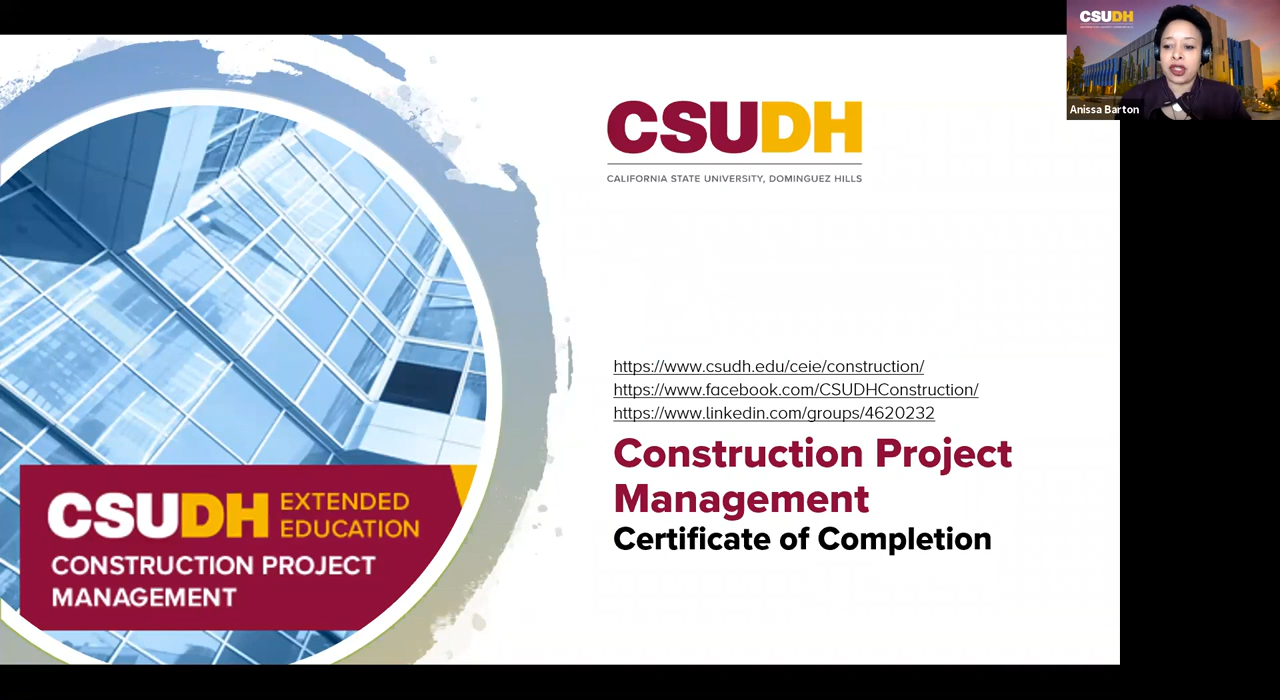 CSUDH
Anissa Barton
CSUDH
CALIFORNIA STATE UNIVERSITY, DOMINGUEZ HILLS
https://www.csudh.edu/ceie/construction/
https://www.facebook.com/CSUDHConstruction/
https://www.linkedin.com/groups/4620232
Construction Project
Management
Certificate of Completion
CSUDH EXTENDED
EDUCATION
CONSTRUCTION PROJECT
MANAGEMENT